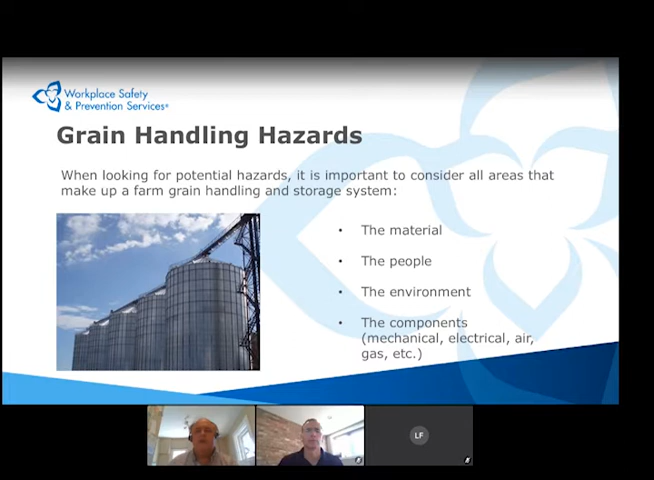 Workplace Safety
& Prevention Services®
Grain Handling Hazards
When looking for potential hazards, it is important to consider all areas that
make up a farm grain handling and storage system:
• The material
• The people
• The environment
• The components
(mechanical, electrical, air,
gas, etc.)
LF